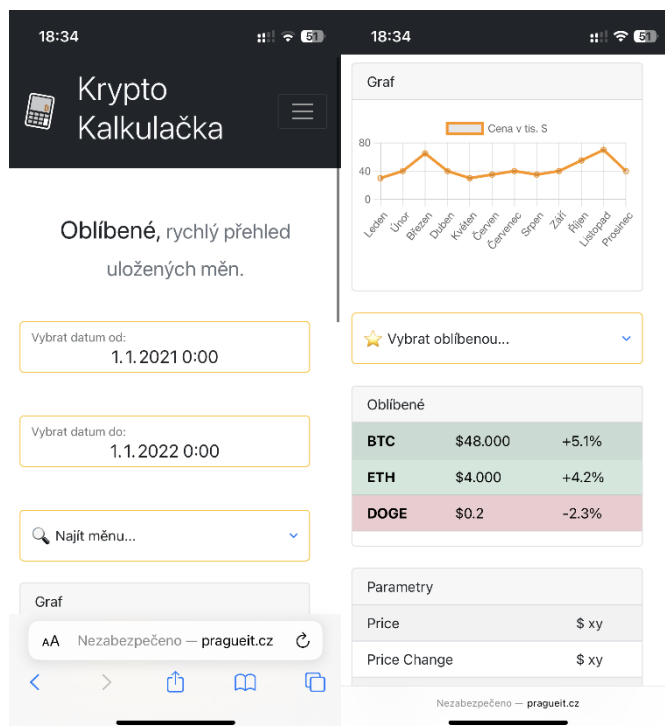 18:34
51
Krypto
Kalkulačka
Oblíbené, rychlý přehled
uložených měn.
Vybrat datum od:
1.1.2021 0:00
Vybrat datum do:
1.1.2022 0:00
Najít měnu...
Graf
AA Nezabezpečeno — pragueit.cz
18:34
51
Graf
Cena v tis. S
80
40
0
Leden
Únor
Březen
Duben
Květen
Červen
Červenec
Srpen
Září
Říjen
Listopad
Prosinec
Vybrat oblíbenou...
Oblíbené
BTC $48.000 +5.1%
ETH $4.000 +4.2%
DOGE $0.2 -2.3%
Parametry
Price $ xy
Price Change $ xy
Nezabezpečeno — pragueit.cz